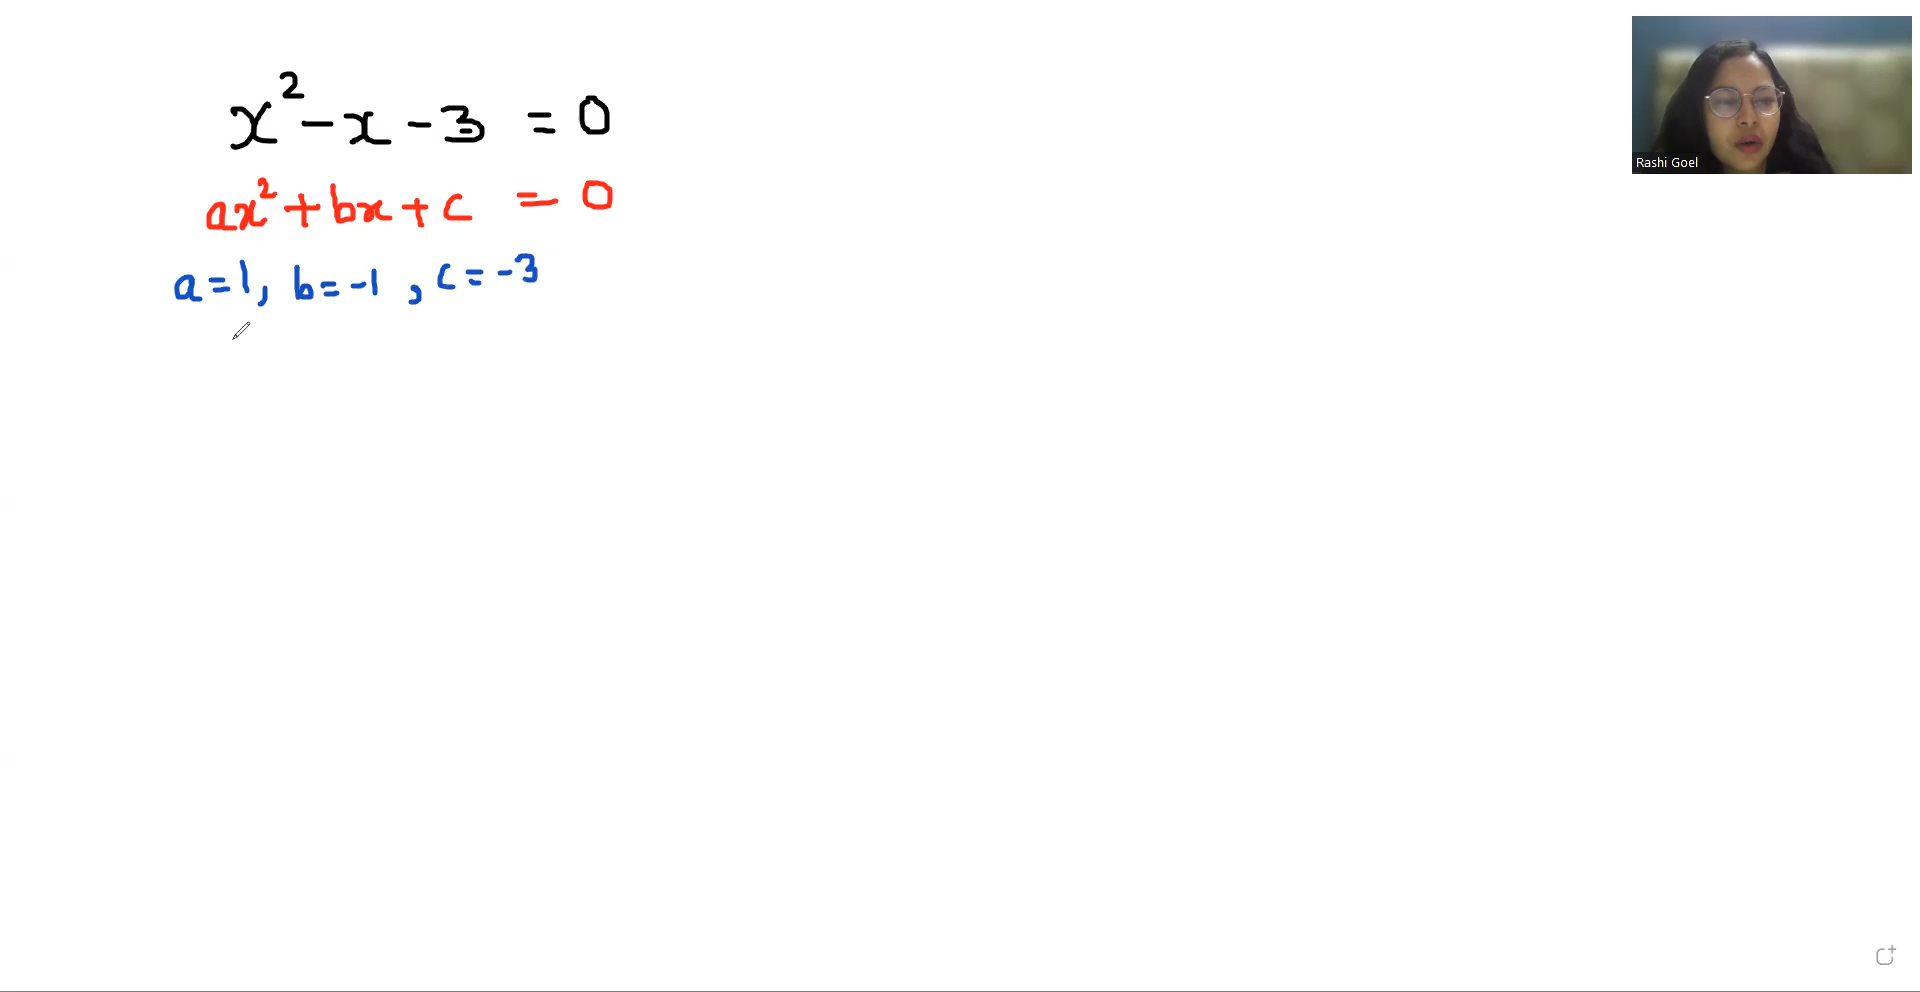 x² - x - 3 = 0
ax² + bx + c = 0
a = 1, b = -1, c = -3
Rashi Goel